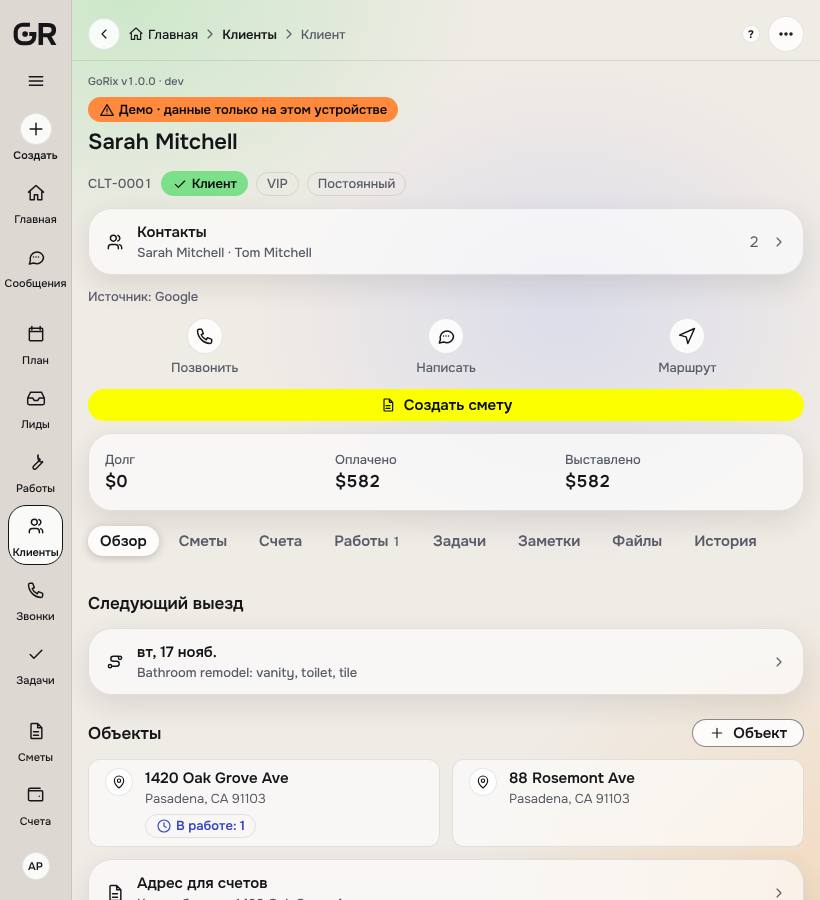 GR
Главная
Клиенты
Клиент
?
GoRix v1.0.0 · dev
Демо · данные только на этом устройстве
Sarah Mitchell
CLT-0001
Клиент
VIP
Постоянный
Контакты
Sarah Mitchell · Tom Mitchell
2
Источник: Google
Позвонить
Написать
Маршрут
Создать смету
Долг
$0
Оплачено
$582
Выставлено
$582
Обзор
Сметы
Счета
Работы 1
Задачи
Заметки
Файлы
История
Следующий выезд
вт, 17 нояб.
Bathroom remodel: vanity, toilet, tile
Объекты
Объект
1420 Oak Grove Ave
Pasadena, CA 91103
В работе: 1
88 Rosemont Ave
Pasadena, CA 91103
Адрес для счетов
Создать
Главная
Сообщения
План
Лиды
Работы
Клиенты
Звонки
Задачи
Сметы
Счета
AP